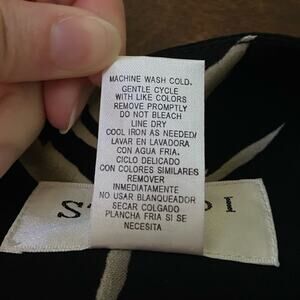 MACHINE WASH COLD.
GENTLE CYCLE
WITH LIKE COLORS
REMOVE PROMPTLY
DO NOT BLEACH
LINE DRY
COOL IRON AS NEEDED/
LAVAR EN LAVADORA
CON AGUA FRIA.
CICLO DELICADO
CON COLORES SIMILARES
REMOVER
INMEDIATAMENTE
NO USAR BLANQUEADOR
SECAR COLGADO
PLANCHA FRIA SI SE
NECESITA